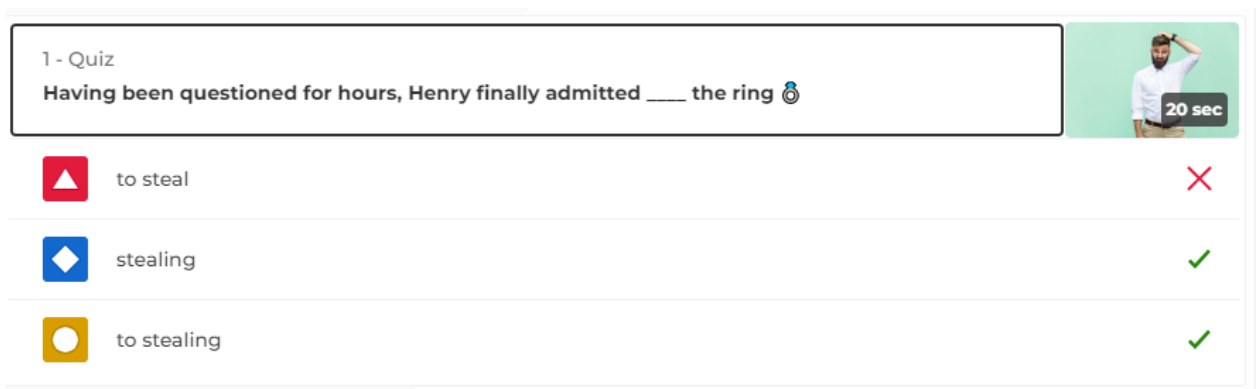 1 - Quiz
Having been questioned for hours, Henry finally admitted ____ the ring 💍
20 sec
to steal
stealing
to stealing